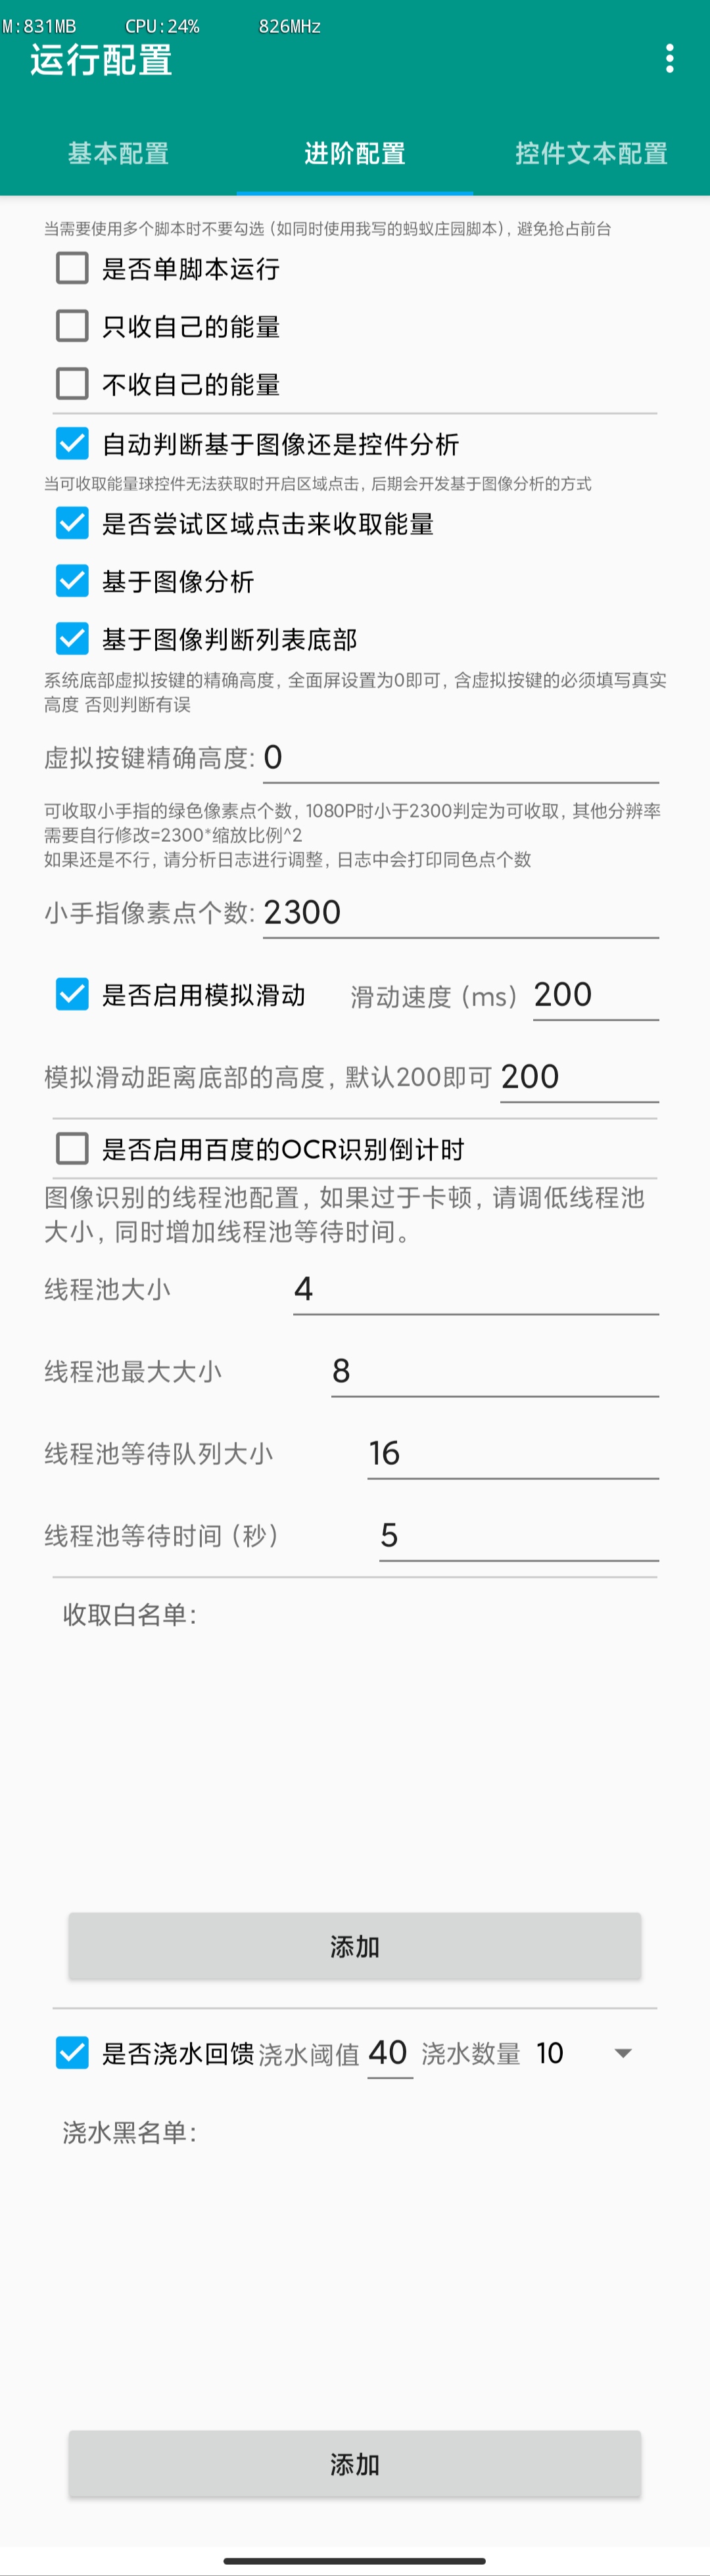 M:831MB CPU:24% 826MHz
运行配置
基本配置 进阶配置 控件文本配置
当需要使用多个脚本时不要勾选（如同时使用我写的蚂蚁庄园脚本），避免抢占前台
是否单脚本运行
只收自己的能量
不收自己的能量
自动判断基于图像还是控件分析
当可收取能量球控件无法获取时开启区域点击，后期会开发基于图像分析的方式
是否尝试区域点击来收取能量
基于图像分析
基于图像判断列表底部
系统底部虚拟按键的精确高度, 全面屏设置为0即可, 含虚拟按键的必须填写真实
高度 否则判断有误
虚拟按键精确高度: 0
可收取小手指的绿色像素点个数, 1080P时小于2300判定为可收取, 其他分辨率
需要自行修改=2300*缩放比例^2
如果还是不行, 请分析日志进行调整, 日志中会打印同色点个数
小手指像素点个数: 2300
是否启用模拟滑动 滑动速度（ms） 200
模拟滑动距离底部的高度，默认200即可 200
是否启用百度的OCR识别倒计时
图像识别的线程池配置，如果过于卡顿，请调低线程池
大小，同时增加线程池等待时间。
线程池大小 4
线程池最大大小 8
线程池等待队列大小 16
线程池等待时间（秒） 5
收取白名单:
添加
是否浇水回馈 浇水阈值 40 浇水数量 10
浇水黑名单:
添加